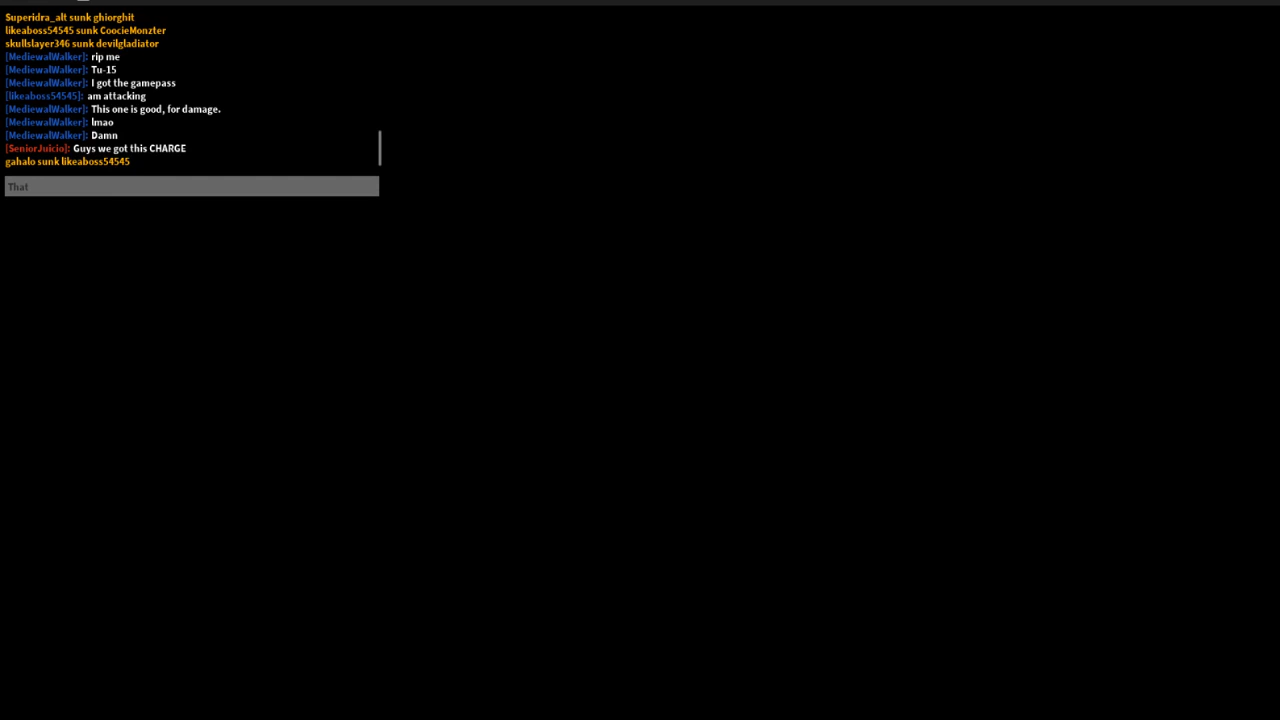 Superidra_alt sunk ghiorghit
likeaboss54545 sunk CoocieMonzter
skullslayer346 sunk devilgladiator
[MediewalWalker]: rip me
[MediewalWalker]: Tu-15
[MediewalWalker]: I got the gamepass
[likeaboss54545]: am attacking
[MediewalWalker]: This one is good, for damage.
[MediewalWalker]: lmao
[MediewalWalker]: Damn
[SeniorJuicio]: Guys we got this CHARGE
gahalo sunk likeaboss54545
That